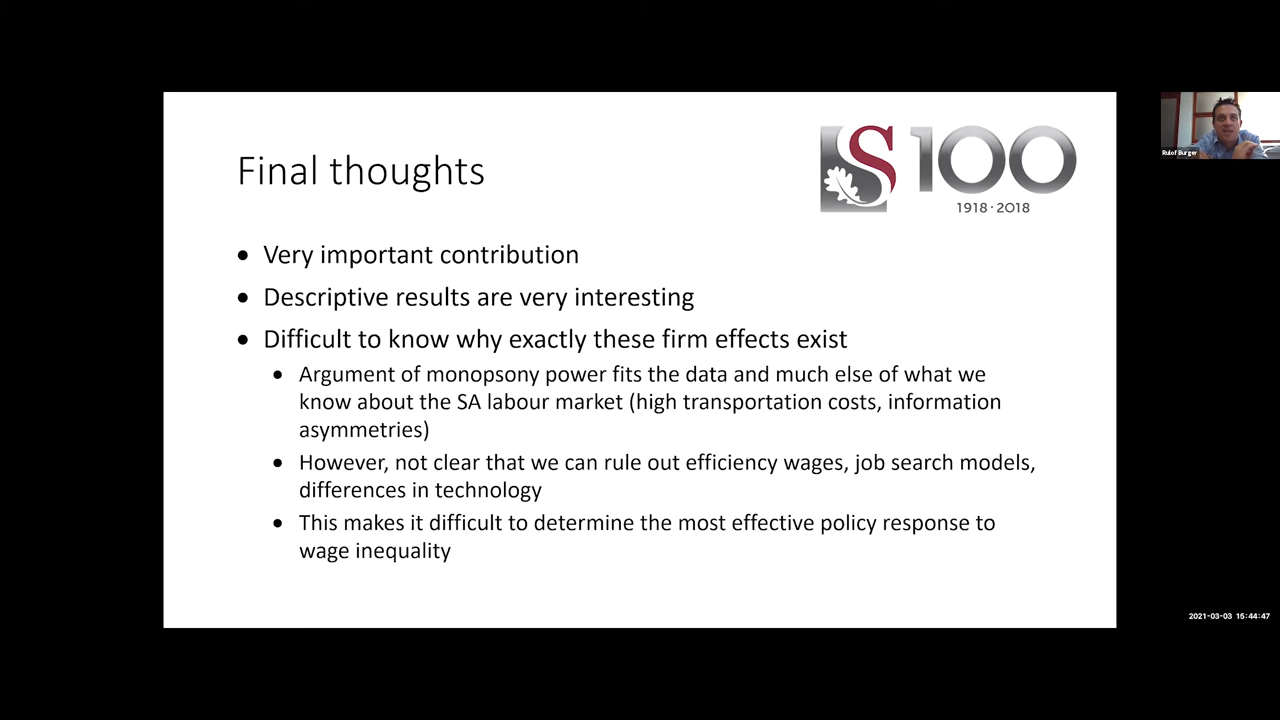 Final thoughts
S100
1918·2018
Rulof Burger
• Very important contribution
• Descriptive results are very interesting
• Difficult to know why exactly these firm effects exist
• Argument of monopsony power fits the data and much else of what we
know about the SA labour market (high transportation costs, information
asymmetries)
• However, not clear that we can rule out efficiency wages, job search models,
differences in technology
• This makes it difficult to determine the most effective policy response to
wage inequality
2021-03-03 15:44:47